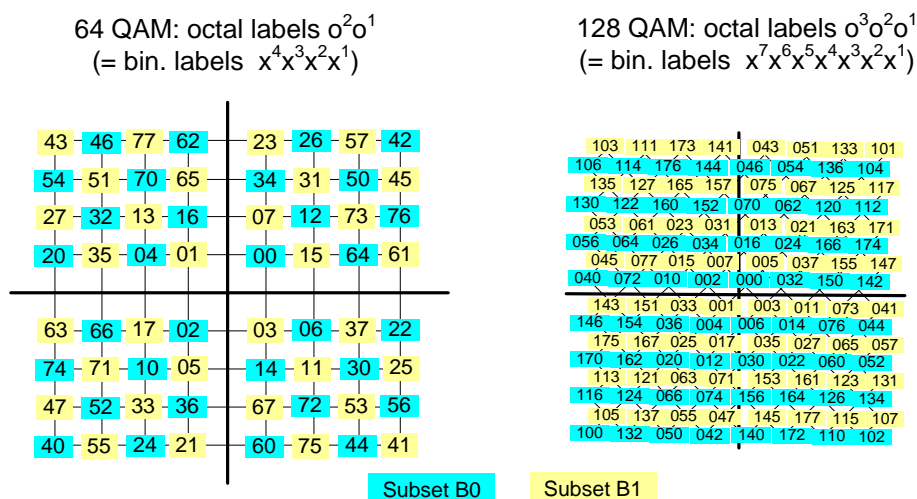 64 QAM: octal labels o²o¹
(= bin. labels x⁴x³x²x¹)
128 QAM: octal labels o³o²o¹
(= bin. labels x⁷x⁶x⁵x⁴x³x²x¹)
43 46 77 62 23 26 57 42
54 51 70 65 34 31 50 45
27 32 13 16 07 12 73 76
20 35 04 01 00 15 64 61
63 66 17 02 03 06 37 22
74 71 10 05 14 11 30 25
47 52 33 36 67 72 53 56
40 55 24 21 60 75 44 41
103 111 173 141 043 051 133 101
106 114 176 144 046 054 136 104
135 127 165 157 075 067 125 117
130 122 160 152 070 062 120 112
053 061 023 031 013 021 163 171
056 064 026 034 016 024 166 174
045 077 015 007 005 037 155 147
040 072 010 002 000 032 150 142
143 151 033 001 003 011 073 041
146 154 036 004 006 014 076 044
175 167 025 017 035 027 065 057
170 162 020 012 030 022 060 052
113 121 063 071 153 161 123 131
116 124 066 074 156 164 126 134
105 137 055 047 145 177 115 107
100 132 050 042 140 172 110 102
Subset B0
Subset B1